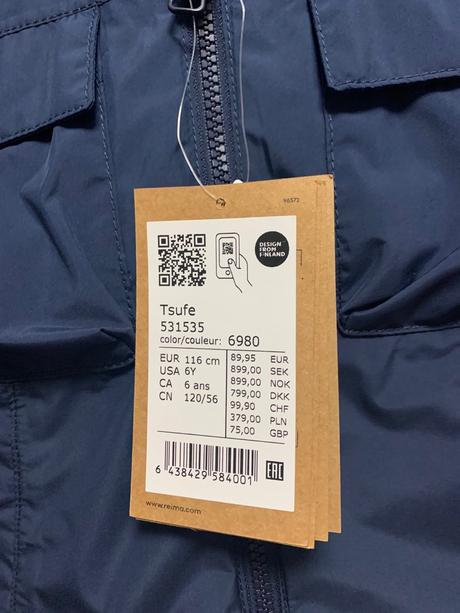 96572
DESIGN
FROM
FINLAND
Tsufe
531535
color/couleur: 6980
EUR 116 cm
USA 6Y
CA 6 ans
CN 120/56
89,95 EUR
899,00 SEK
899,00 NOK
799,00 DKK
99,90 CHF
379,00 PLN
75,00 GBP
6 438429 584001
EAC
www.reima.com